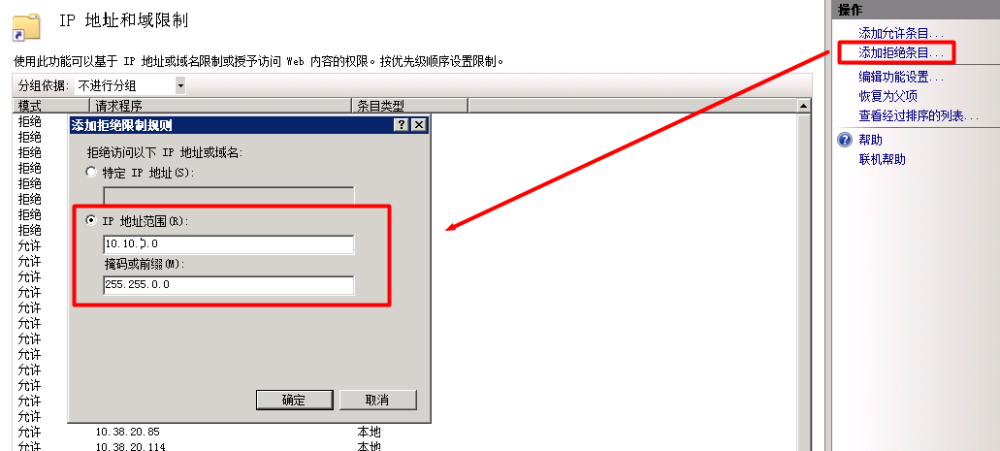 IP 地址和域限制
使用此功能可以基于 IP 地址或域名限制或授予访问 Web 内容的权限。按优先级顺序设置限制。
分组依据: 不进行分组
模式 请求程序 条目类型
拒绝
拒绝
拒绝
拒绝
拒绝
拒绝
拒绝
拒绝
允许
允许
允许
允许
允许
允许
允许
允许
允许
允许
允许
允许
允许 10.38.20.85 本地
允许 10.38.20.114 本地
添加拒绝限制规则
拒绝访问以下 IP 地址或域名:
特定 IP 地址(S):
IP 地址范围(R):
10.10.0.0
掩码或前缀(M):
255.255.0.0
确定 取消
操作
添加允许条目...
添加拒绝条目...
编辑功能设置...
恢复为父项
查看经过排序的列表...
帮助
联机帮助